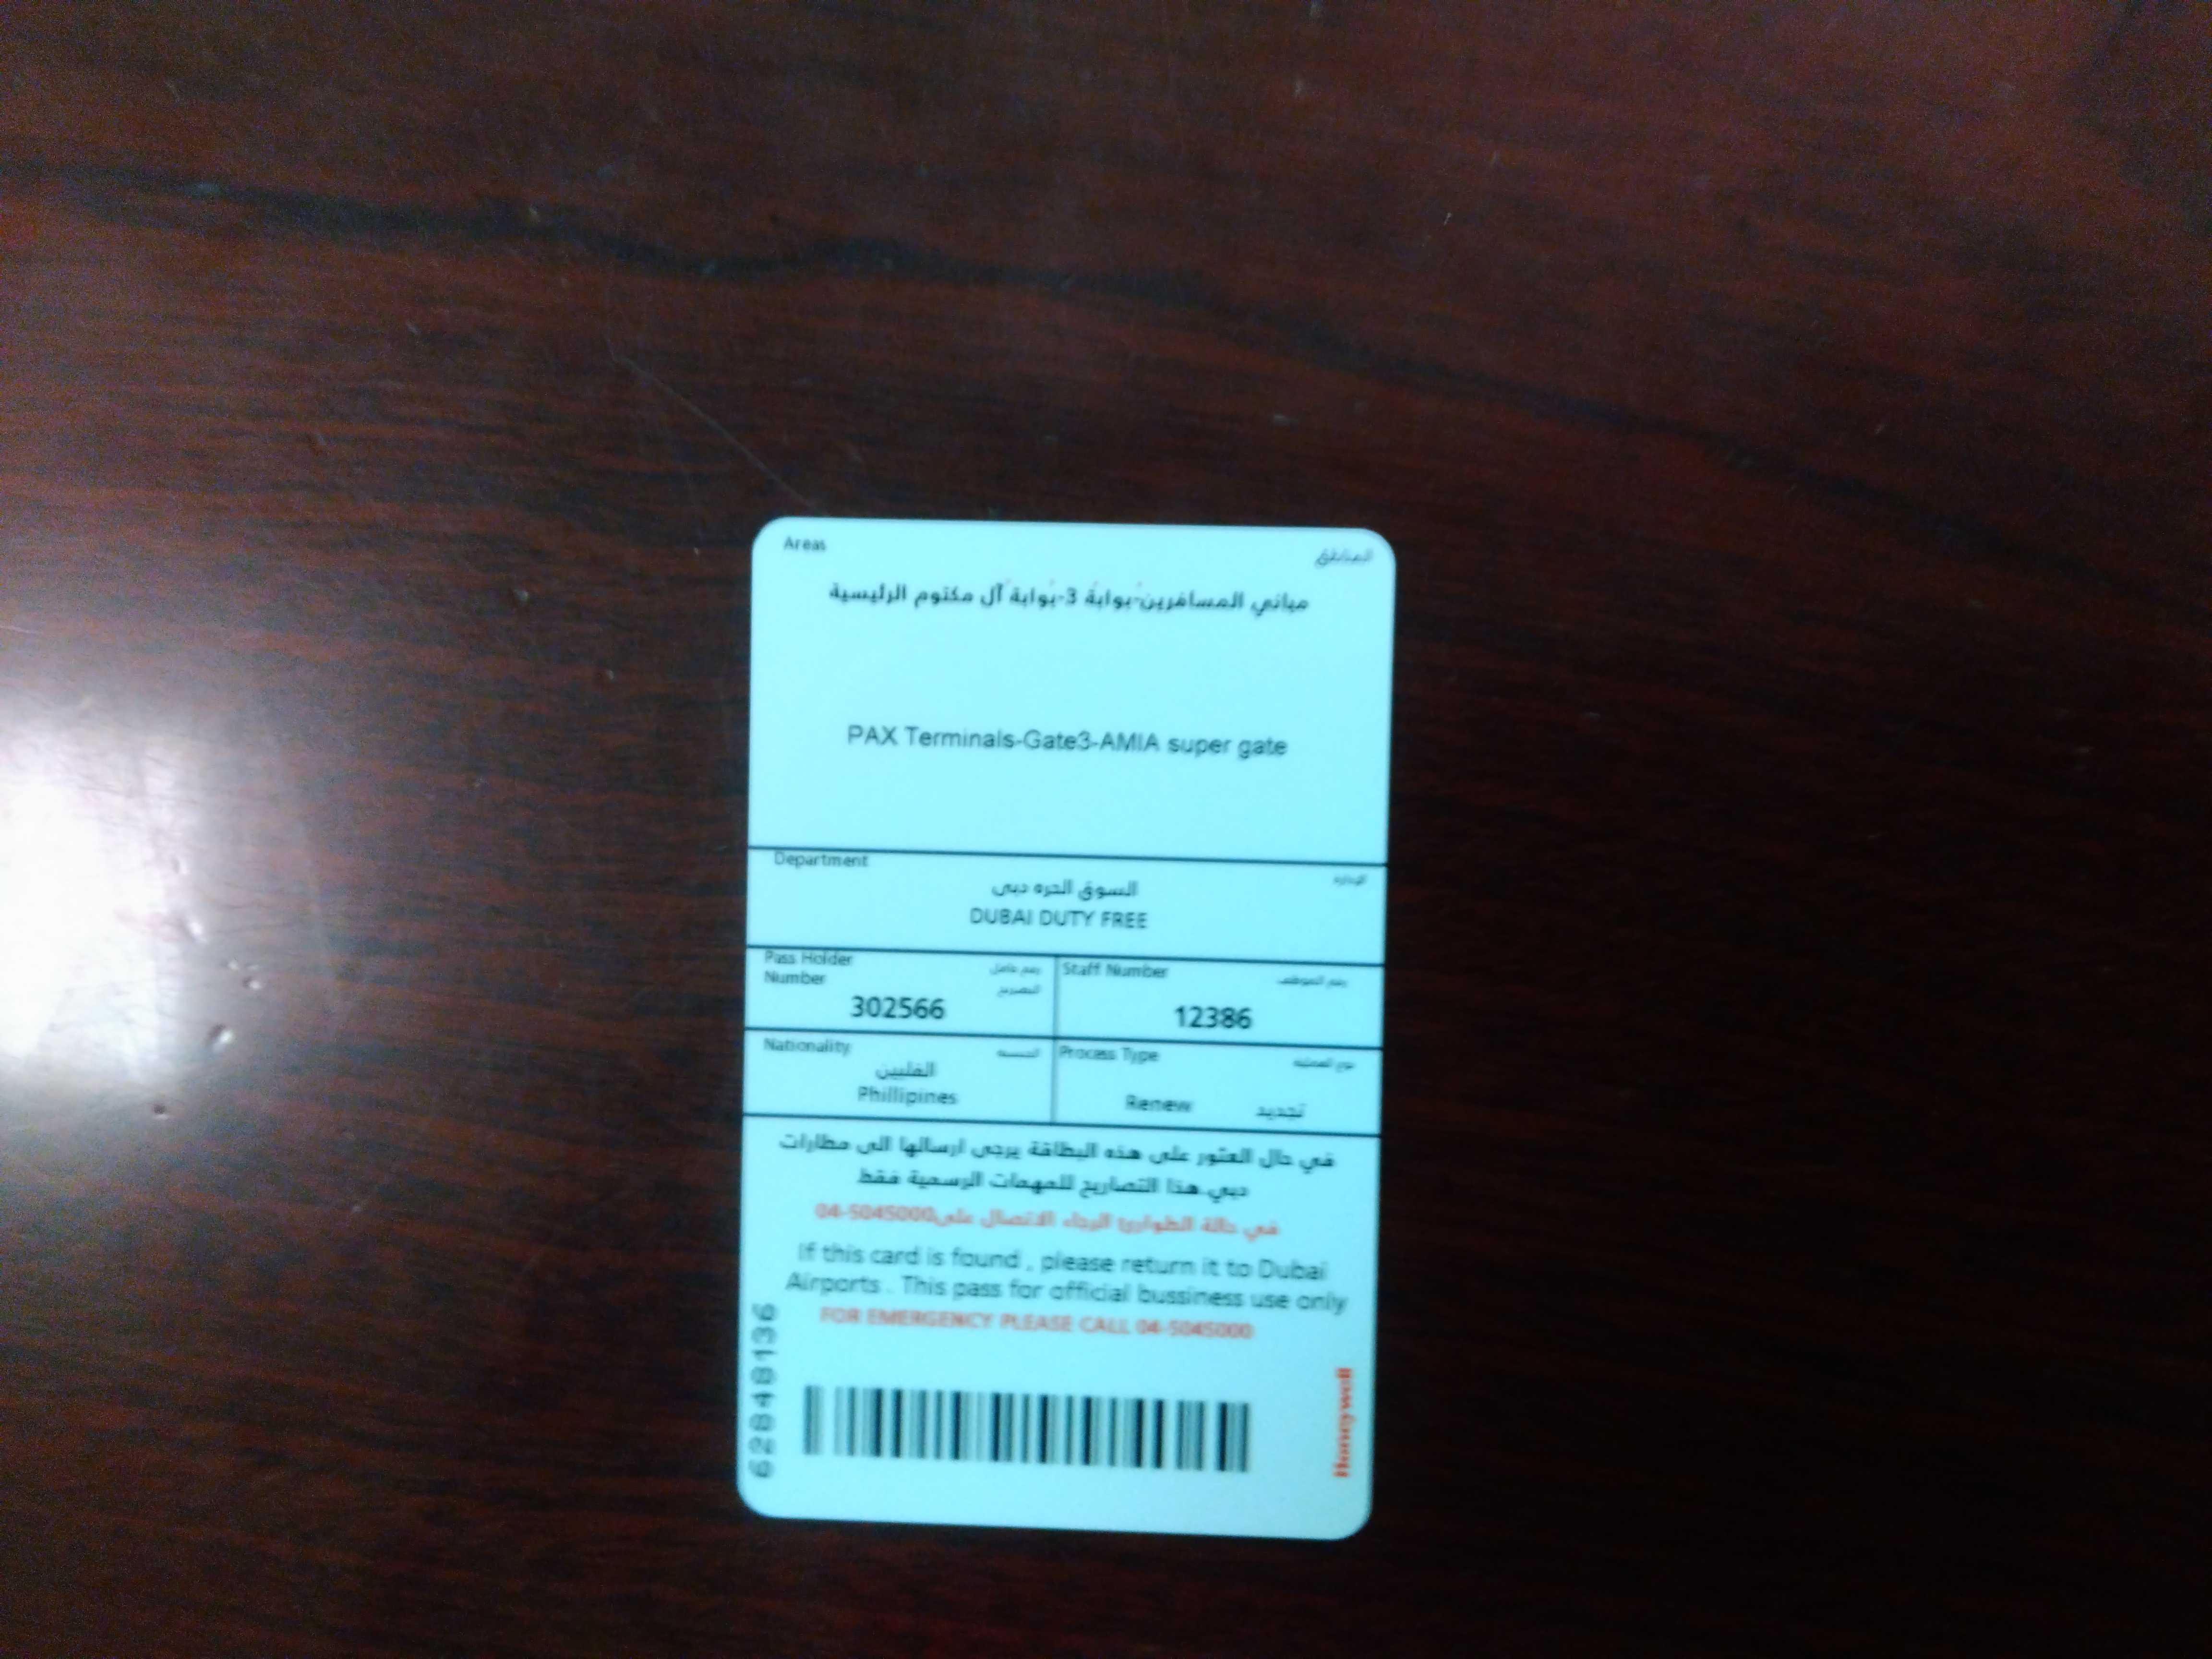 Areas المناطق
مباني المسافرين-بوابة 3-بوابة آل مكتوم الرئيسية
PAX Terminals-Gate3-AMIA super gate
Department الإدارة
السوق الحره دبى
DUBAI DUTY FREE
Pass Holder Number رقم حامل التصريح
302566
Staff Number رقم الموظف
12386
Nationality الجنسية
الفلبين
Phillipines
Process Type نوع العملية
Renew تجديد
في حال العثور على هذه البطاقة يرجى ارسالها الى مطارات
دبي.هذا التصاريح للمهمات الرسمية فقط
في حالة الطوارئ الرجاء الاتصال على04-5045000
If this card is found , please return it to Dubai
Airports . This pass for official bussiness use only
FOR EMERGENCY PLEASE CALL 04-5045000
628448136
Honeywell